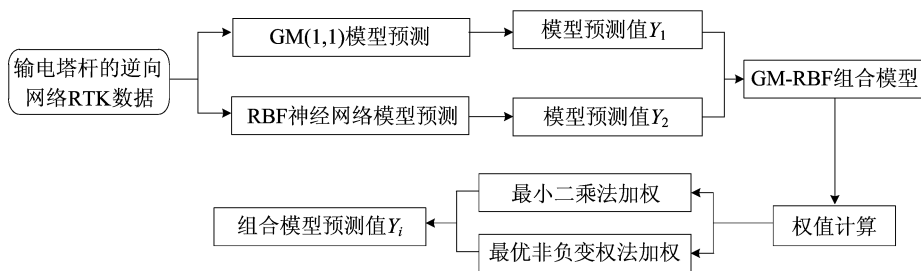 输电塔杆的逆向
网络RTK数据
GM(1,1)模型预测
模型预测值Y₁
RBF神经网络模型预测
模型预测值Y₂
GM-RBF组合模型
权值计算
最小二乘法加权
最优非负变权法加权
组合模型预测值Yᵢ